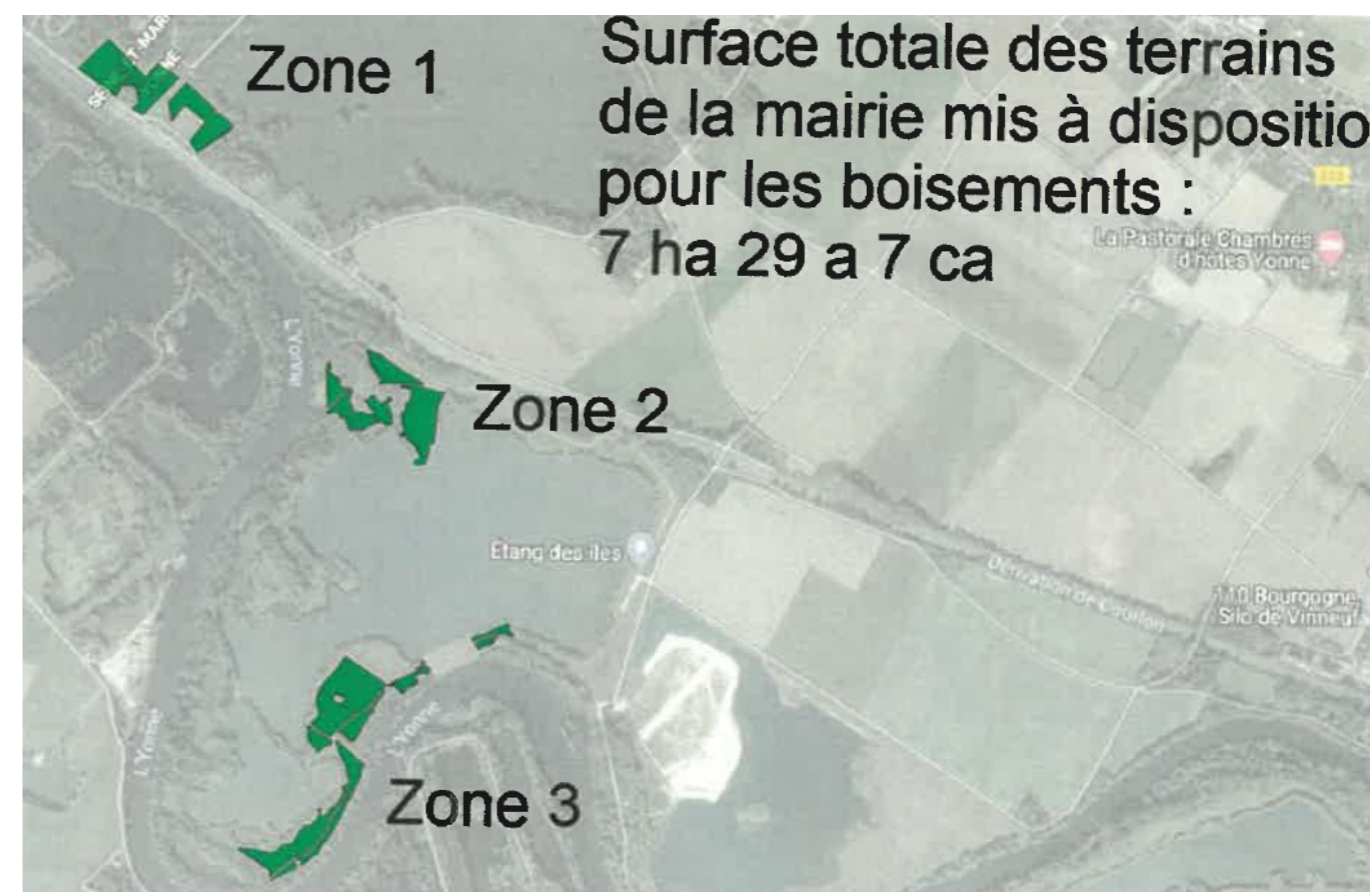 Zone 1
Surface totale des terrains
de la mairie mis à dispositio
pour les boisements :
7 ha 29 a 7 ca
La Pastorale Chambres
d'hôtes Yonne
L'Yonne
Zone 2
Étang des îles
Dérivation de Courlon
110 Bourgogne
Silo de Vinneuf
L'Yonne
L'Yonne
Zone 3